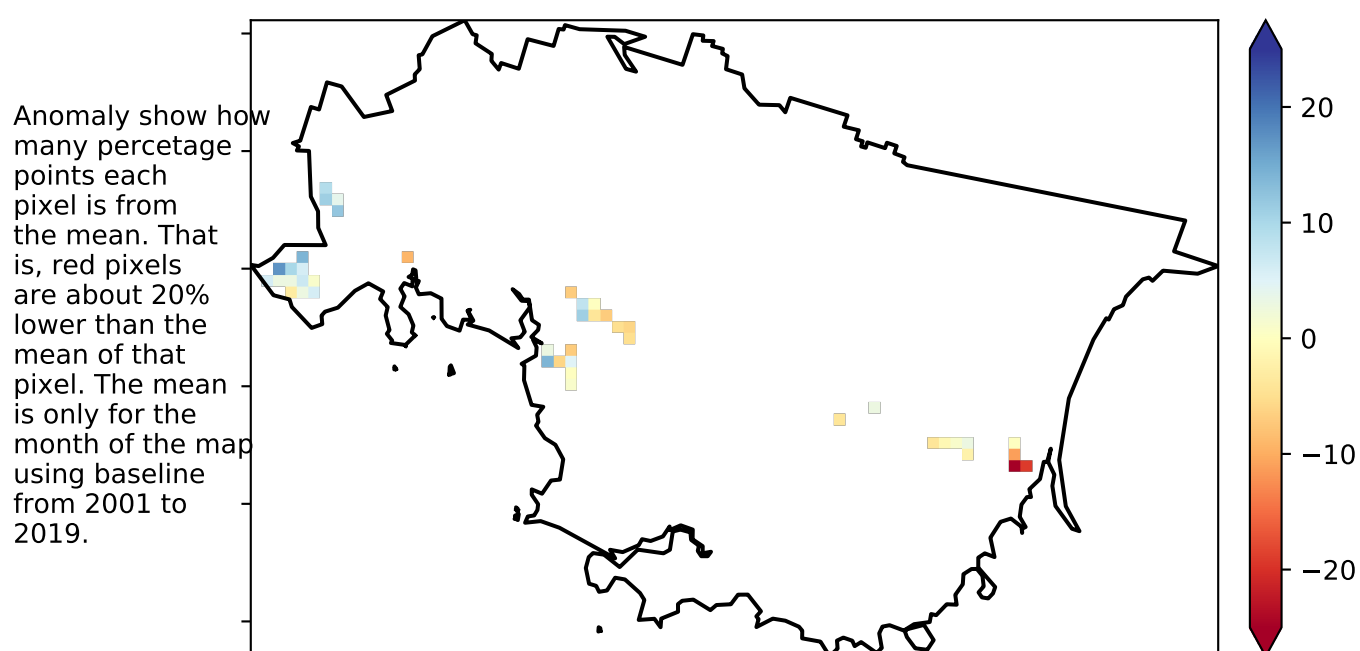 Anomaly show how
many percetage
points each
pixel is from
the mean. That
is, red pixels
are about 20%
lower than the
mean of that
pixel. The mean
is only for the
month of the map
using baseline
from 2001 to
2019.
20
10
0
−10
−20